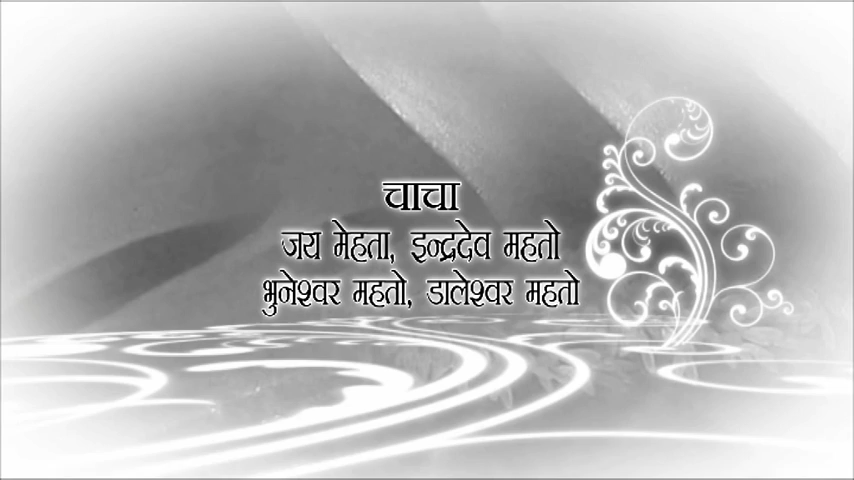 चाचा
जय मेहता, इन्द्रदेव महतो
भुनेश्वर महतो, डालेश्वर महतो